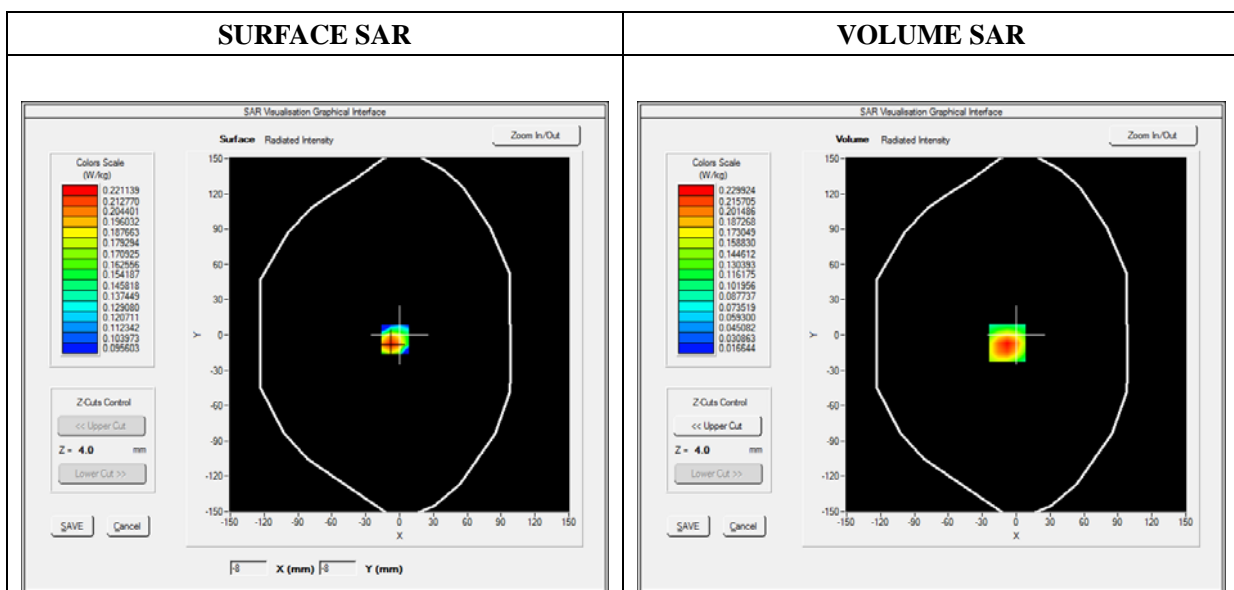 SURFACE SAR
VOLUME SAR
SAR Visualisation Graphical Interface
Surface Radiated Intensity
Zoom In/Out
Colors Scale
(W/kg)
0.221139
0.212770
0.204401
0.196032
0.187663
0.179294
0.170925
0.162556
0.154187
0.145818
0.137449
0.129080
0.120711
0.112342
0.103973
0.095603
150
120
90
60
30
0
-30
-60
-90
-120
-150
Y
-150 -120 -90 -60 -30 0 30 60 90 120 150
X
Z-Cuts Control
<< Upper Cut
Z = 4.0 mm
Lower Cut >>
SAVE Cancel
-8 X (mm) -8 Y (mm)
SAR Visualisation Graphical Interface
Volume Radiated Intensity
Zoom In/Out
Colors Scale
(W/kg)
0.229924
0.215705
0.201486
0.187268
0.173049
0.158830
0.144612
0.130393
0.116175
0.101956
0.087737
0.073519
0.059300
0.045082
0.030863
0.016644
150
120
90
60
30
0
-30
-60
-90
-120
-150
Y
-150 -120 -90 -60 -30 0 30 60 90 120 150
X
Z-Cuts Control
<< Upper Cut
Z = 4.0 mm
Lower Cut >>
SAVE Cancel